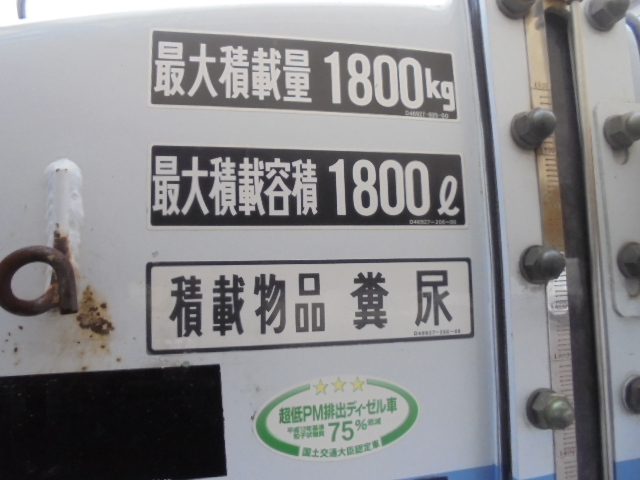 最大積載量 1800kg
最大積載容積 1800ℓ
積載物品 糞尿
超低PM排出ディーゼル車
75%低減
国土交通大臣認定車